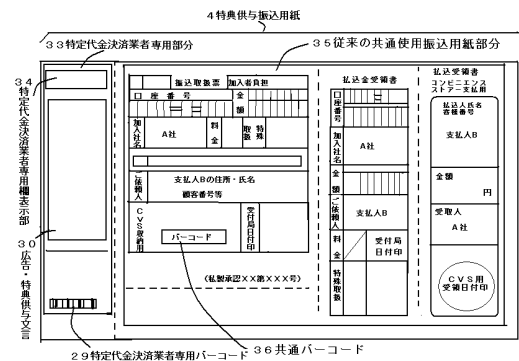 4特典供与振込用紙
33特定代金決済業者専用部分
35従来の共通使用振込用紙部分
34特定代金決済業者専用欄表示部
30広告・特典供与文言
29特定代金決済業者専用バーコード
36共通バーコード
振込取扱票
加入者負担
口座番号
金額
加入社名
A社
料金
特殊取扱
ご依頼人
支払人Bの住所・氏名
顧客番号等
CVS収納用
バーコード
受付局日付印
(私製承認××第×××号)
払込金受領書
口座番号
加入社名
A社
金額
ご依頼人
支払人B
料金
受付局
日付印
特殊取扱
払込受領書
コンビニエンス
ストアー支払用
払込人氏名
客種番号
支払人B
金額
円
受取人
A社
CVS用
受領日付印